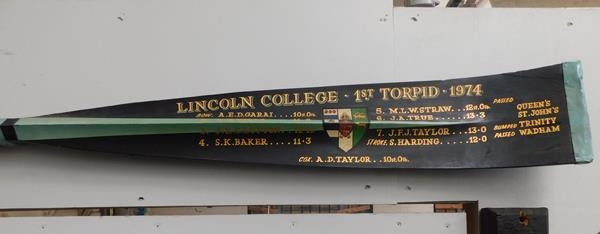 LINCOLN COLLEGE · 1ST TORPID · 1974
BOW. A.E.D.GARAI....10st.0lb.
4. S.K.BAKER....11·3
5. M.L.W.STRAW...12st.0lb.
6. J.A.TRUE....13·3
7. J.F.J.TAYLOR....13·0
STROKE. S.HARDING....12·0
COX. A.D.TAYLOR...10st.0lb.
PASSED QUEEN'S
ST.JOHN'S
BUMPED TRINITY
PASSED WADHAM